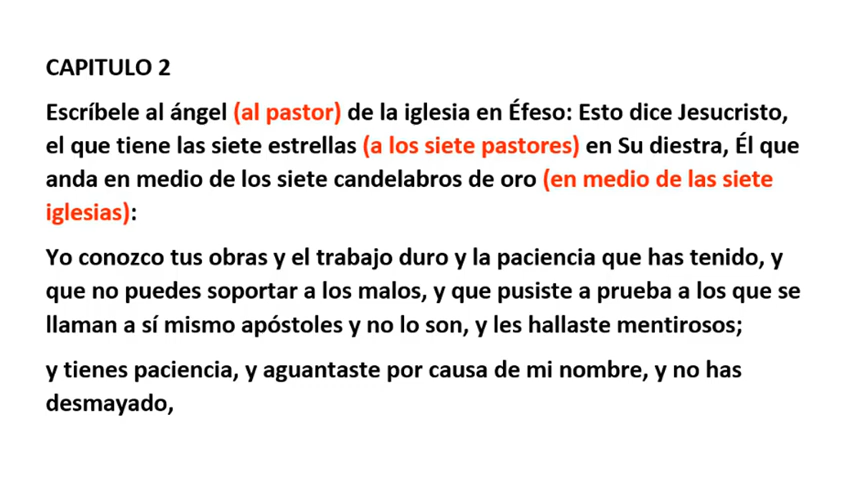 CAPITULO 2
Escríbele al ángel (al pastor) de la iglesia en Éfeso: Esto dice Jesucristo,
el que tiene las siete estrellas (a los siete pastores) en Su diestra, Él que
anda en medio de los siete candelabros de oro (en medio de las siete
iglesias):
Yo conozco tus obras y el trabajo duro y la paciencia que has tenido, y
que no puedes soportar a los malos, y que pusiste a prueba a los que se
llaman a sí mismo apóstoles y no lo son, y les hallaste mentirosos;
y tienes paciencia, y aguantaste por causa de mi nombre, y no has
desmayado,